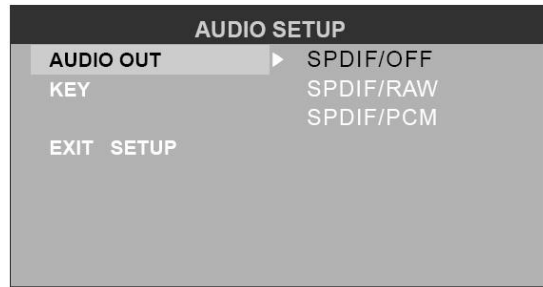 AUDIO SETUP
AUDIO OUT SPDIF/OFF
KEY SPDIF/RAW
SPDIF/PCM
EXIT SETUP